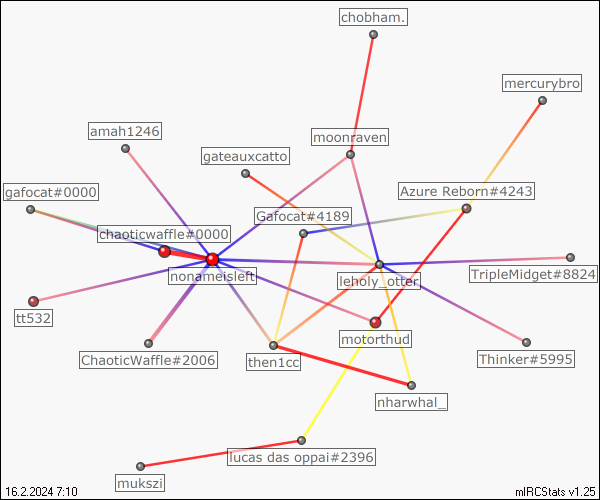 chobham.
mercurybro
amah1246
moonraven
gateauxcatto
gafocat#0000
Azure Reborn#4243
Gafocat#4189
chaoticwaffle#0000
nonameisleft
leholy_otter
TripleMidget#8824
tt532
motorthud
ChaoticWaffle#2006
then1cc
Thinker#5995
nharwhal_
lucas das oppai#2396
mukszi
16.2.2024 7:10
mIRCStats v1.25